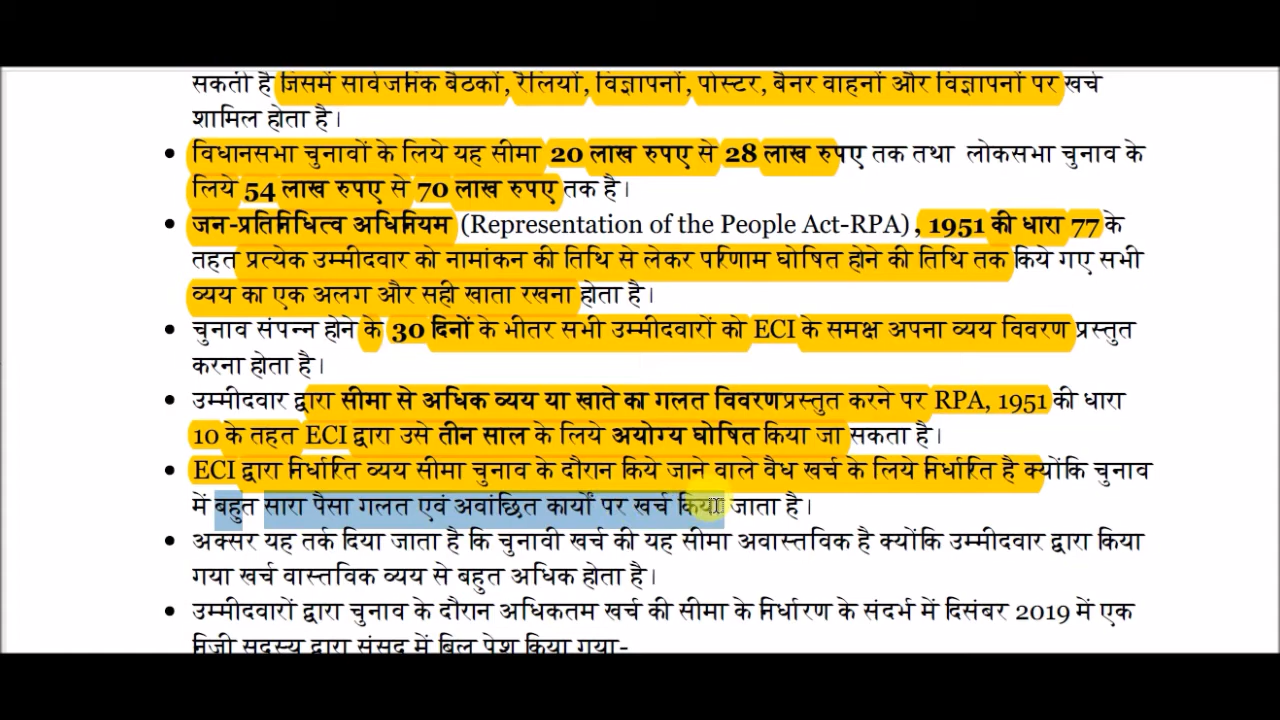 सकती है जिसमें सार्वजनिक बैठकों, रैलियों, विज्ञापनों, पोस्टर, बैनर वाहनों और विज्ञापनों पर खर्च
शामिल होता है।
• विधानसभा चुनावों के लिये यह सीमा 20 लाख रुपए से 28 लाख रुपए तक तथा लोकसभा चुनाव के
लिये 54 लाख रुपए से 70 लाख रुपए तक है।
• जन-प्रतिनिधित्व अधिनियम (Representation of the People Act-RPA), 1951 की धारा 77 के
तहत प्रत्येक उम्मीदवार को नामांकन की तिथि से लेकर परिणाम घोषित होने की तिथि तक किये गए सभी
व्यय का एक अलग और सही खाता रखना होता है।
• चुनाव संपन्न होने के 30 दिनों के भीतर सभी उम्मीदवारों को ECI के समक्ष अपना व्यय विवरण प्रस्तुत
करना होता है।
• उम्मीदवार द्वारा सीमा से अधिक व्यय या खाते का गलत विवरणप्रस्तुत करने पर RPA, 1951 की धारा
10 के तहत ECI द्वारा उसे तीन साल के लिये अयोग्य घोषित किया जा सकता है।
• ECI द्वारा निर्धारित व्यय सीमा चुनाव के दौरान किये जाने वाले वैध खर्च के लिये निर्धारित है क्योंकि चुनाव
में बहुत सारा पैसा गलत एवं अवांछित कार्यों पर खर्च किया जाता है।
• अक्सर यह तर्क दिया जाता है कि चुनावी खर्च की यह सीमा अवास्तविक है क्योंकि उम्मीदवार द्वारा किया
गया खर्च वास्तविक व्यय से बहुत अधिक होता है।
• उम्मीदवारों द्वारा चुनाव के दौरान अधिकतम खर्च की सीमा के निर्धारण के संदर्भ में दिसंबर 2019 में एक
निजी सदस्य द्वारा संसद में बिल पेश किया गया-